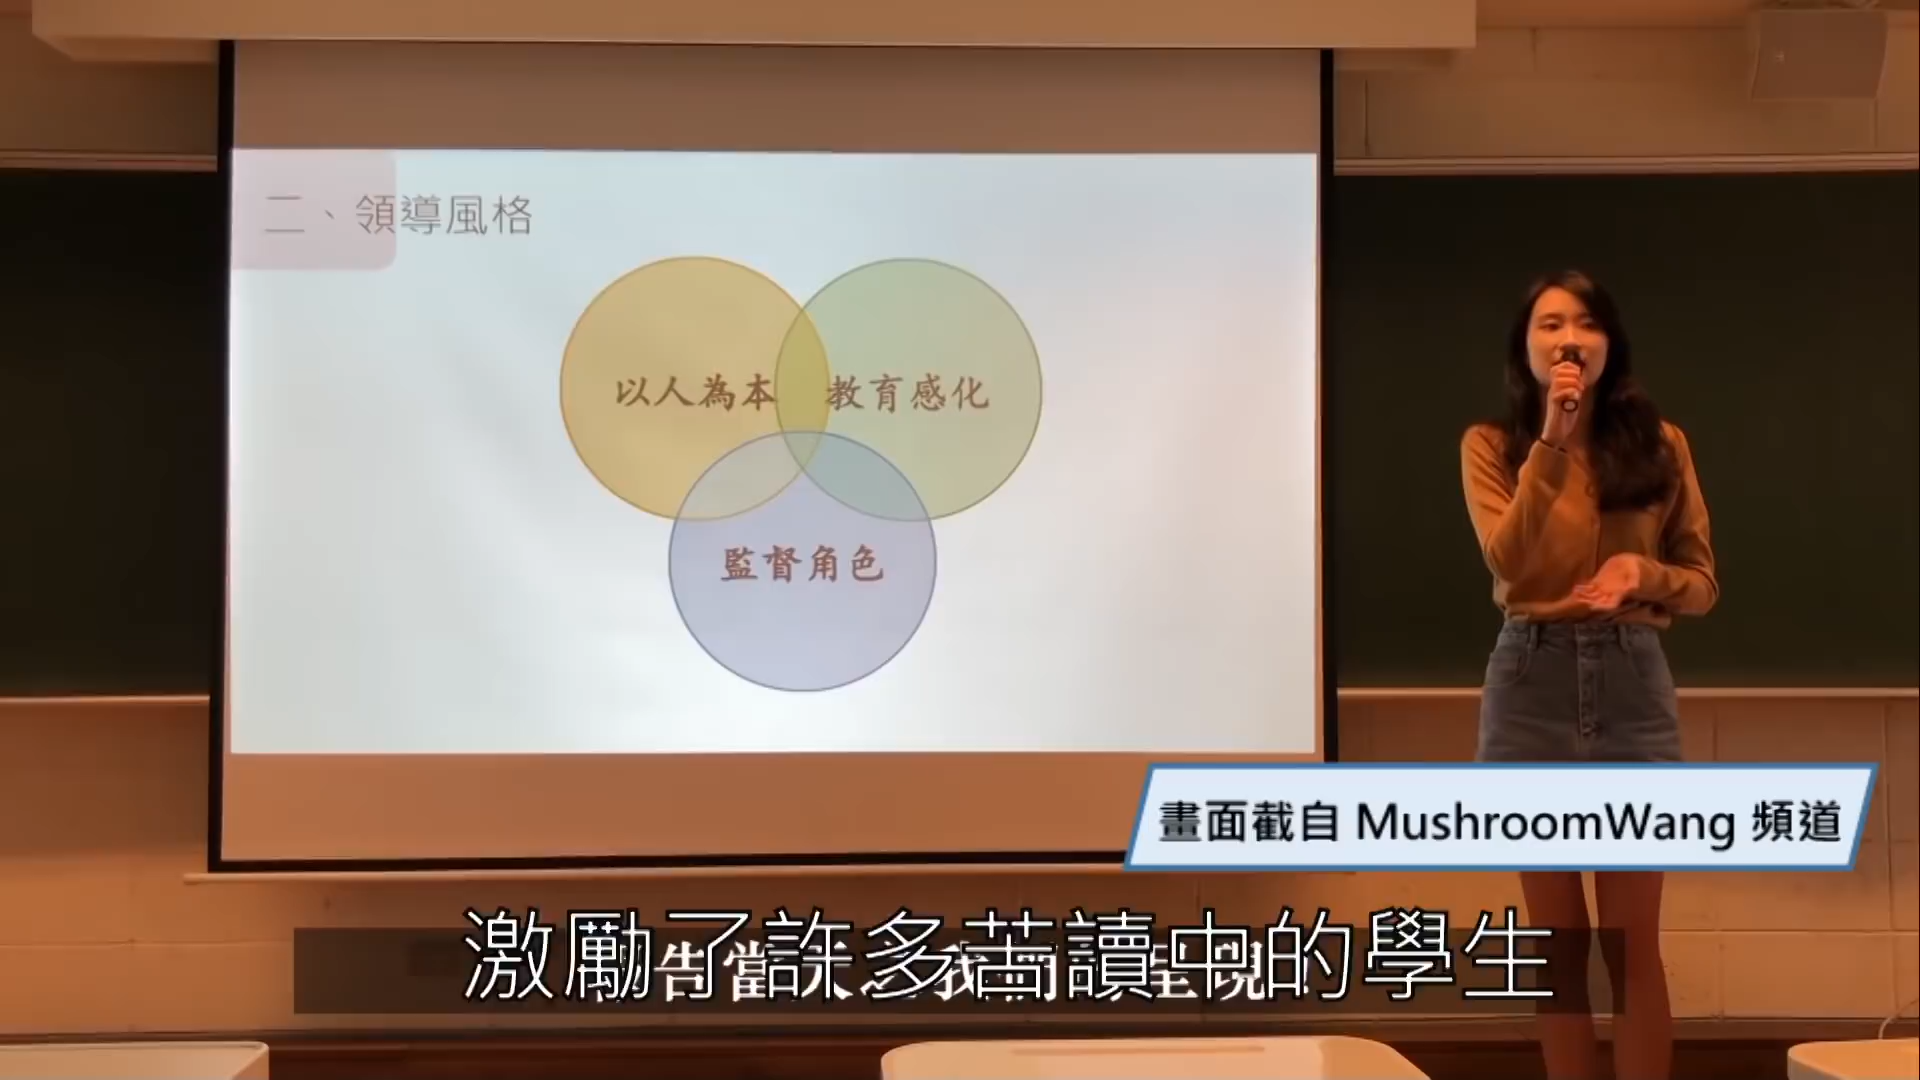 二、領導風格
以人為本
教育感化
監督角色
畫面截自 MushroomWang 頻道
激勵了許多苦讀中的學生